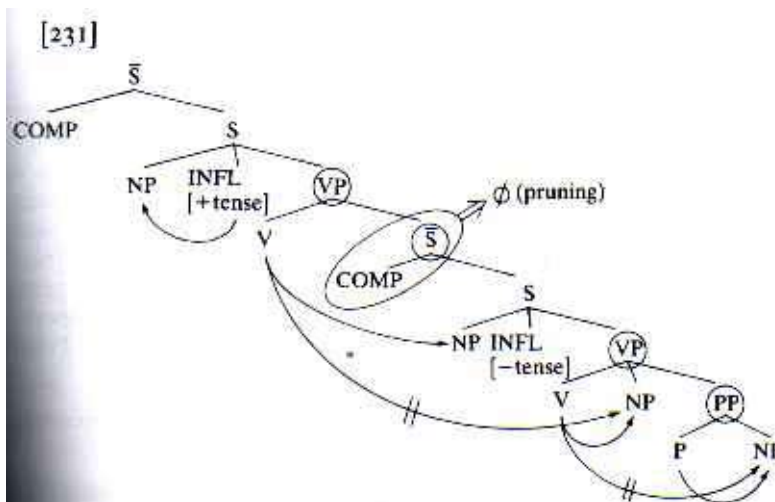 [231]
S̄
COMP S
NP INFL VP
[+tense]
∅ (pruning)
V S̄
COMP S
NP INFL VP
[−tense]
V NP PP
P